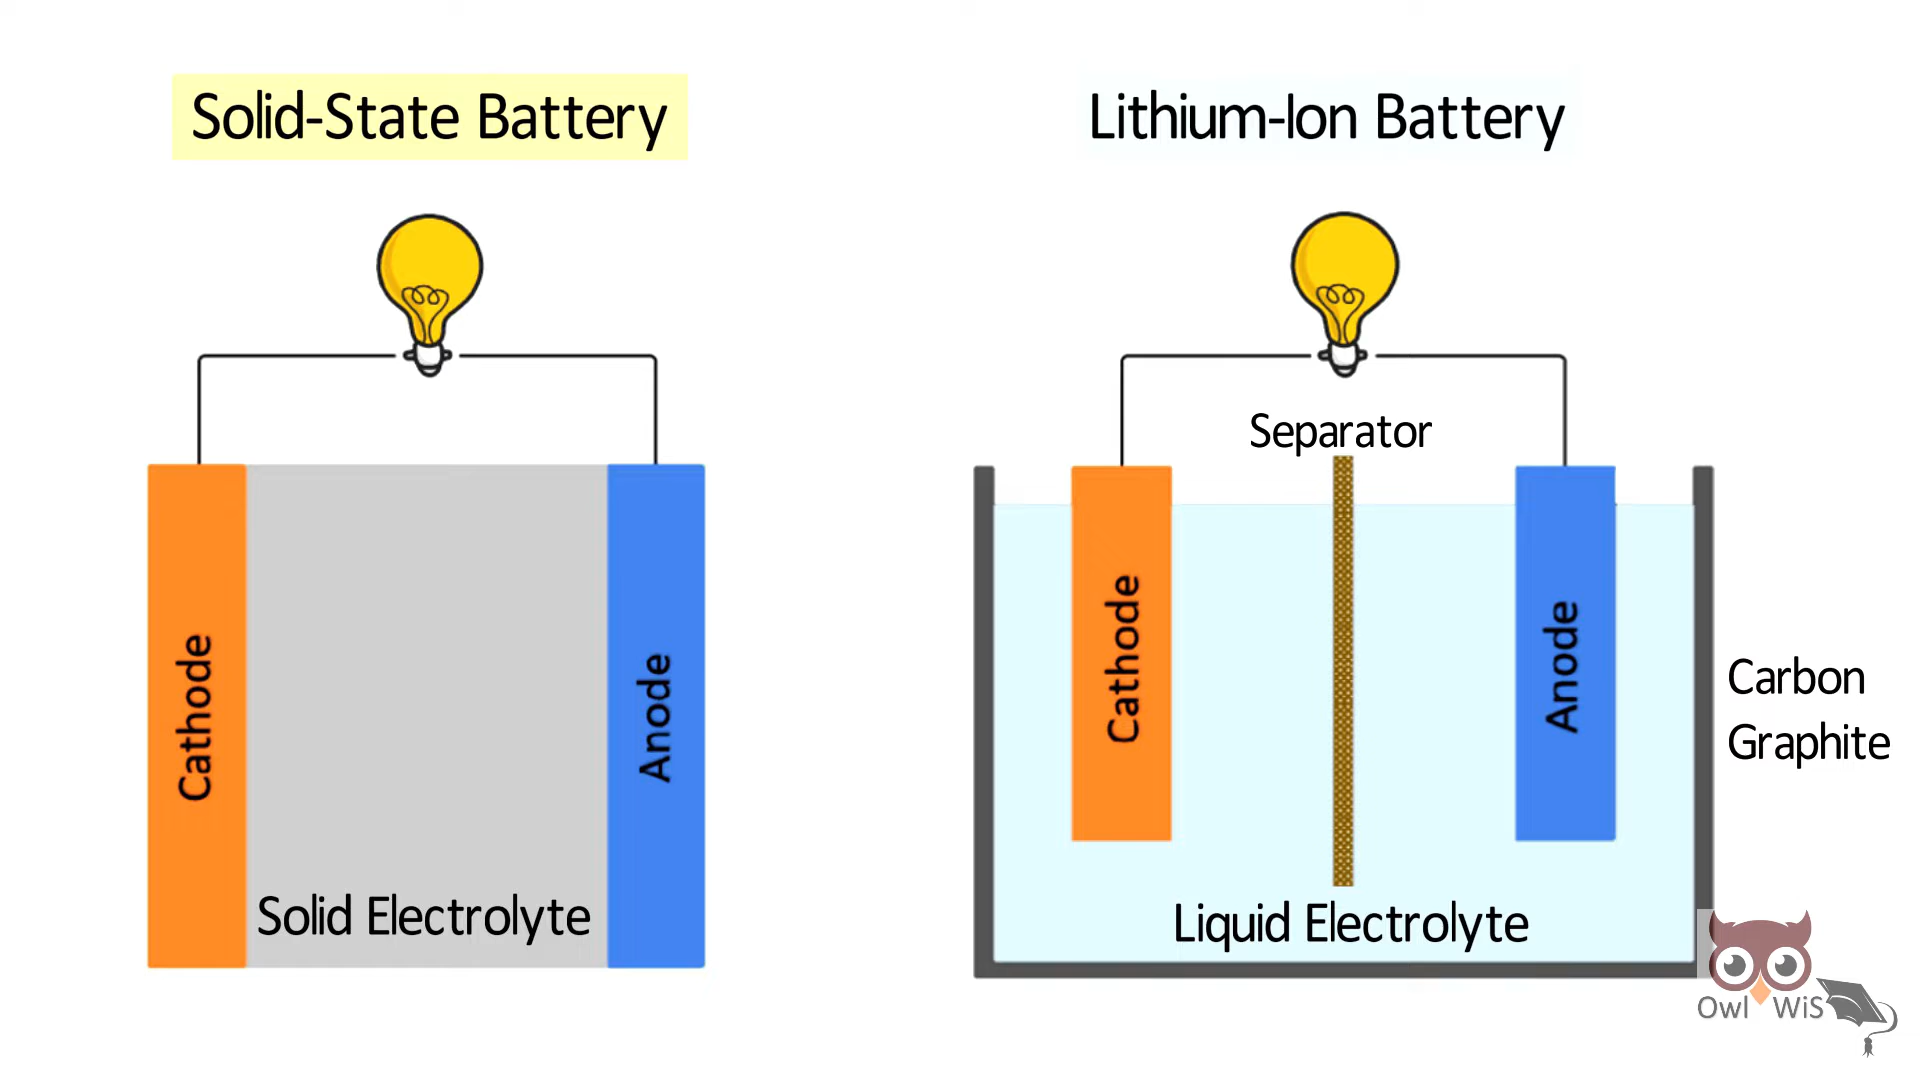 Solid-State Battery
Lithium-Ion Battery
Separator
Cathode
Anode
Solid Electrolyte
Cathode
Anode
Carbon
Graphite
Liquid Electrolyte
Owl WiS